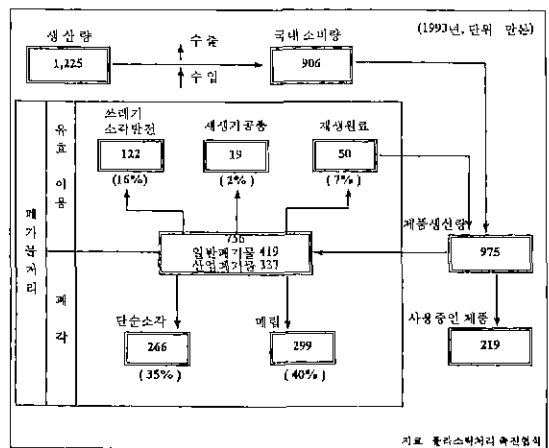 생산량
수출
국내소비량
(1993년, 단위 만톤)
1,225
수입
906
쓰레기
소각발전
재생가공품
재생원료
122
19
50
(16%)
(2%)
(7%)
유효이용
폐기물처리
756
일반폐기물 419
산업폐기물 337
제품생산량
975
폐각
단순소각
매립
사용중인 제품
266
299
219
(35%)
(40%)
자료 플라스틱처리 촉진협회